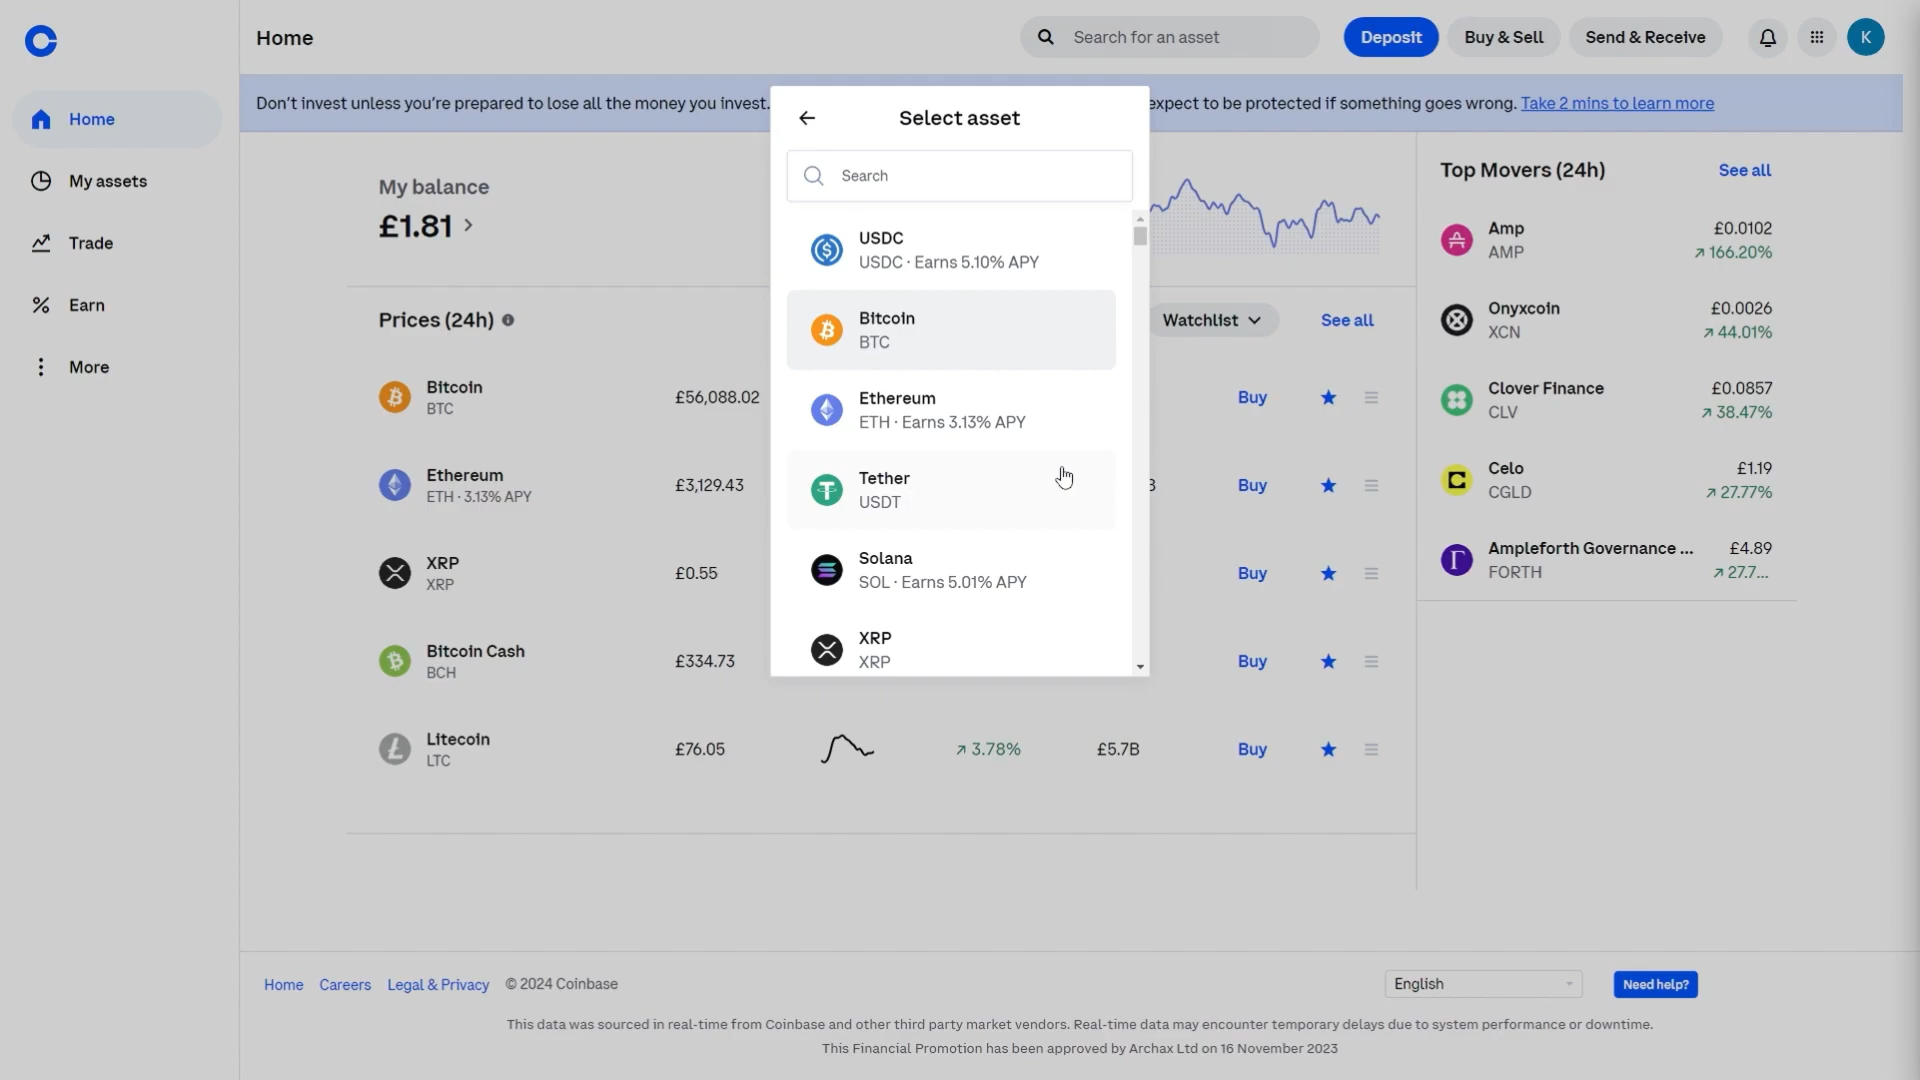 Home
Search for an asset
Deposit
Buy & Sell
Send & Receive
K
Home
My assets
Trade
Earn
More
Don't invest unless you're prepared to lose all the money you invest.
expect to be protected if something goes wrong. Take 2 mins to learn more
My balance
£1.81
Prices (24h)
Watchlist
See all
Bitcoin
BTC
£56,088.02
Buy
Ethereum
ETH · 3.13% APY
£3,129.43
Buy
XRP
XRP
£0.55
Buy
Bitcoin Cash
BCH
£334.73
Buy
Litecoin
LTC
£76.05
↗ 3.78%
£5.7B
Buy
Select asset
Search
USDC
USDC · Earns 5.10% APY
Bitcoin
BTC
Ethereum
ETH · Earns 3.13% APY
Tether
USDT
Solana
SOL · Earns 5.01% APY
XRP
XRP
Top Movers (24h)
See all
Amp
£0.0102
AMP
↗ 166.20%
Onyxcoin
£0.0026
XCN
↗ 44.01%
Clover Finance
£0.0857
CLV
↗ 38.47%
Celo
£1.19
CGLD
↗ 27.77%
Ampleforth Governance ...
£4.89
FORTH
↗ 27.7...
Home
Careers
Legal & Privacy
© 2024 Coinbase
English
Need help?
This data was sourced in real-time from Coinbase and other third party market vendors. Real-time data may encounter temporary delays due to system performance or downtime.
This Financial Promotion has been approved by Archax Ltd on 16 November 2023